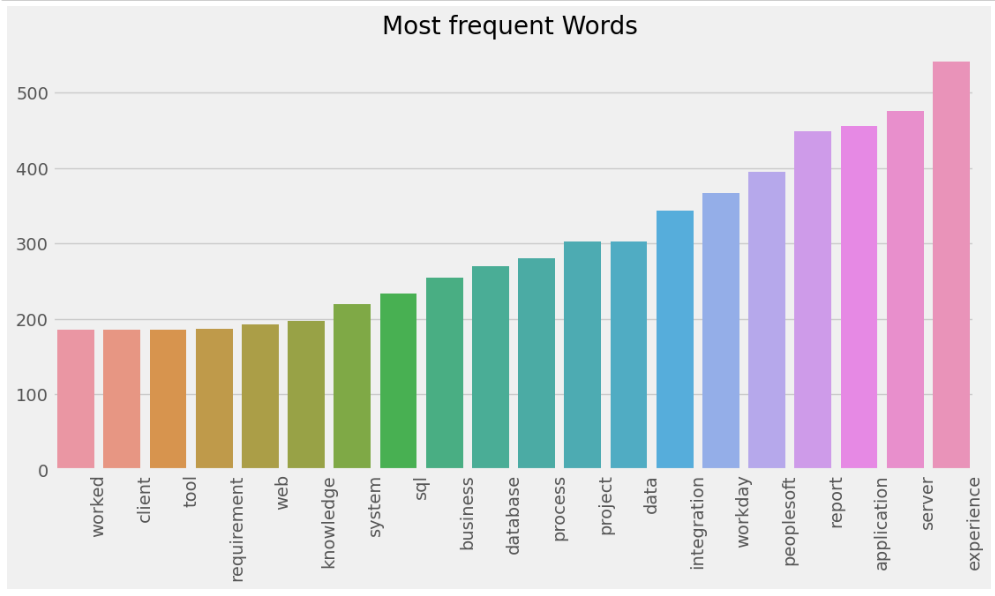 Most frequent Words
500
400
300
200
100
0
worked
client
tool
requirement
web
knowledge
system
sql
business
database
process
project
data
integration
workday
peoplesoft
report
application
server
experience